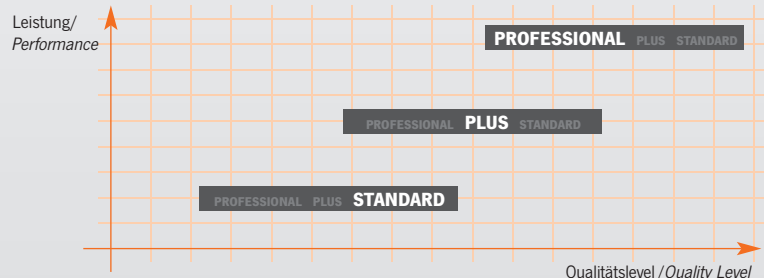 Leistung/
Performance
PROFESSIONAL PLUS STANDARD
PROFESSIONAL PLUS STANDARD
PROFESSIONAL PLUS STANDARD
Qualitätslevel /Quality Level